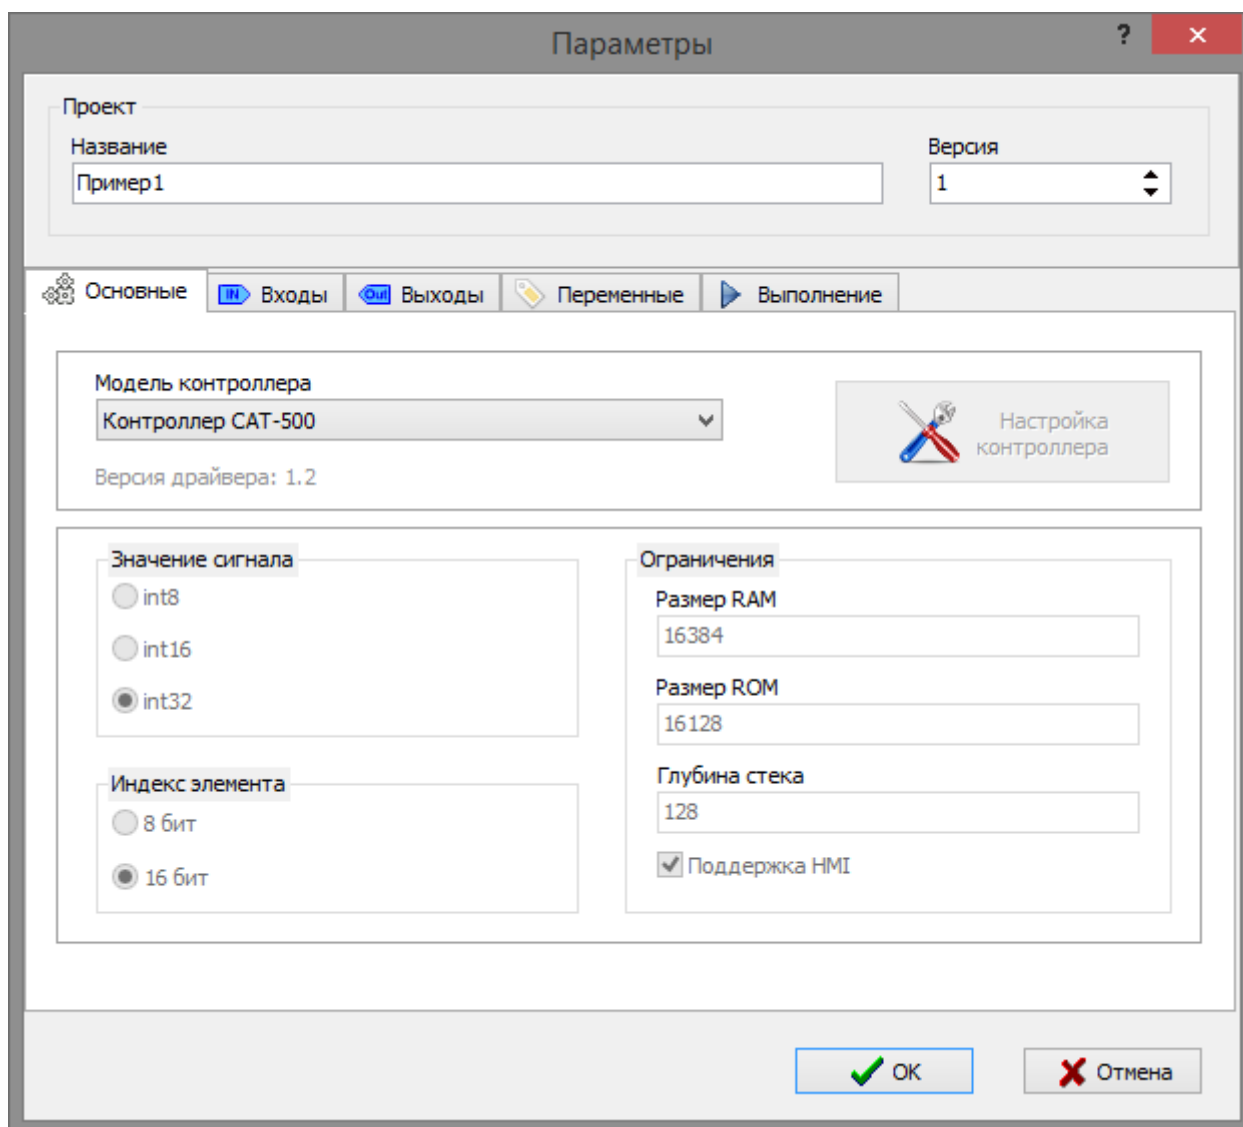 Параметры
?
Проект
Название
Версия
Пример1
1
Основные
IN Входы
Out Выходы
Переменные
Выполнение
Модель контроллера
Контроллер САТ-500
Настройка
контроллера
Версия драйвера: 1.2
Значение сигнала
int8
int16
int32
Индекс элемента
8 бит
16 бит
Ограничения
Размер RAM
16384
Размер ROM
16128
Глубина стека
128
Поддержка HMI
OK
Отмена